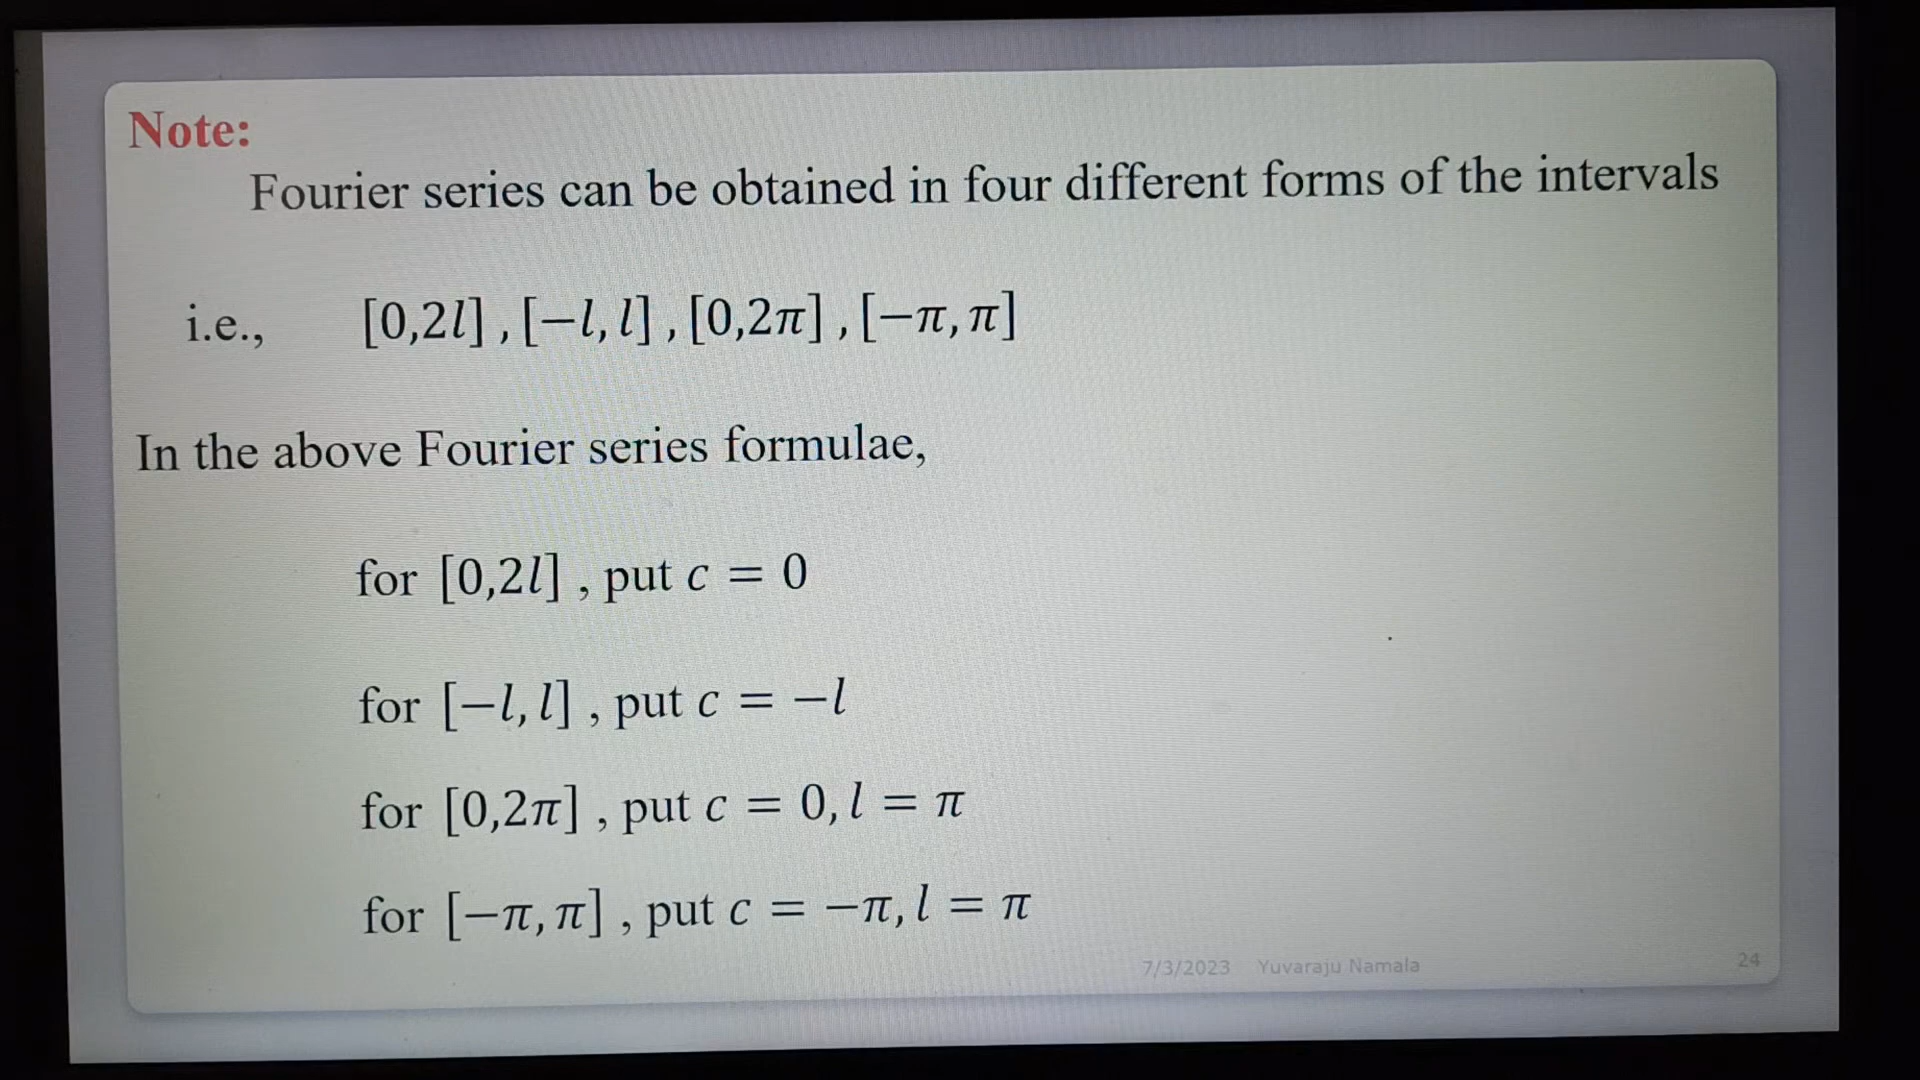 Note:
Fourier series can be obtained in four different forms of the intervals
i.e., [0,2l] , [−l, l] , [0,2π] , [−π, π]
In the above Fourier series formulae,
for [0,2l] , put c = 0
for [−l, l] , put c = −l
for [0,2π] , put c = 0, l = π
for [−π, π] , put c = −π, l = π
7/3/2023 Yuvaraju Namala 24